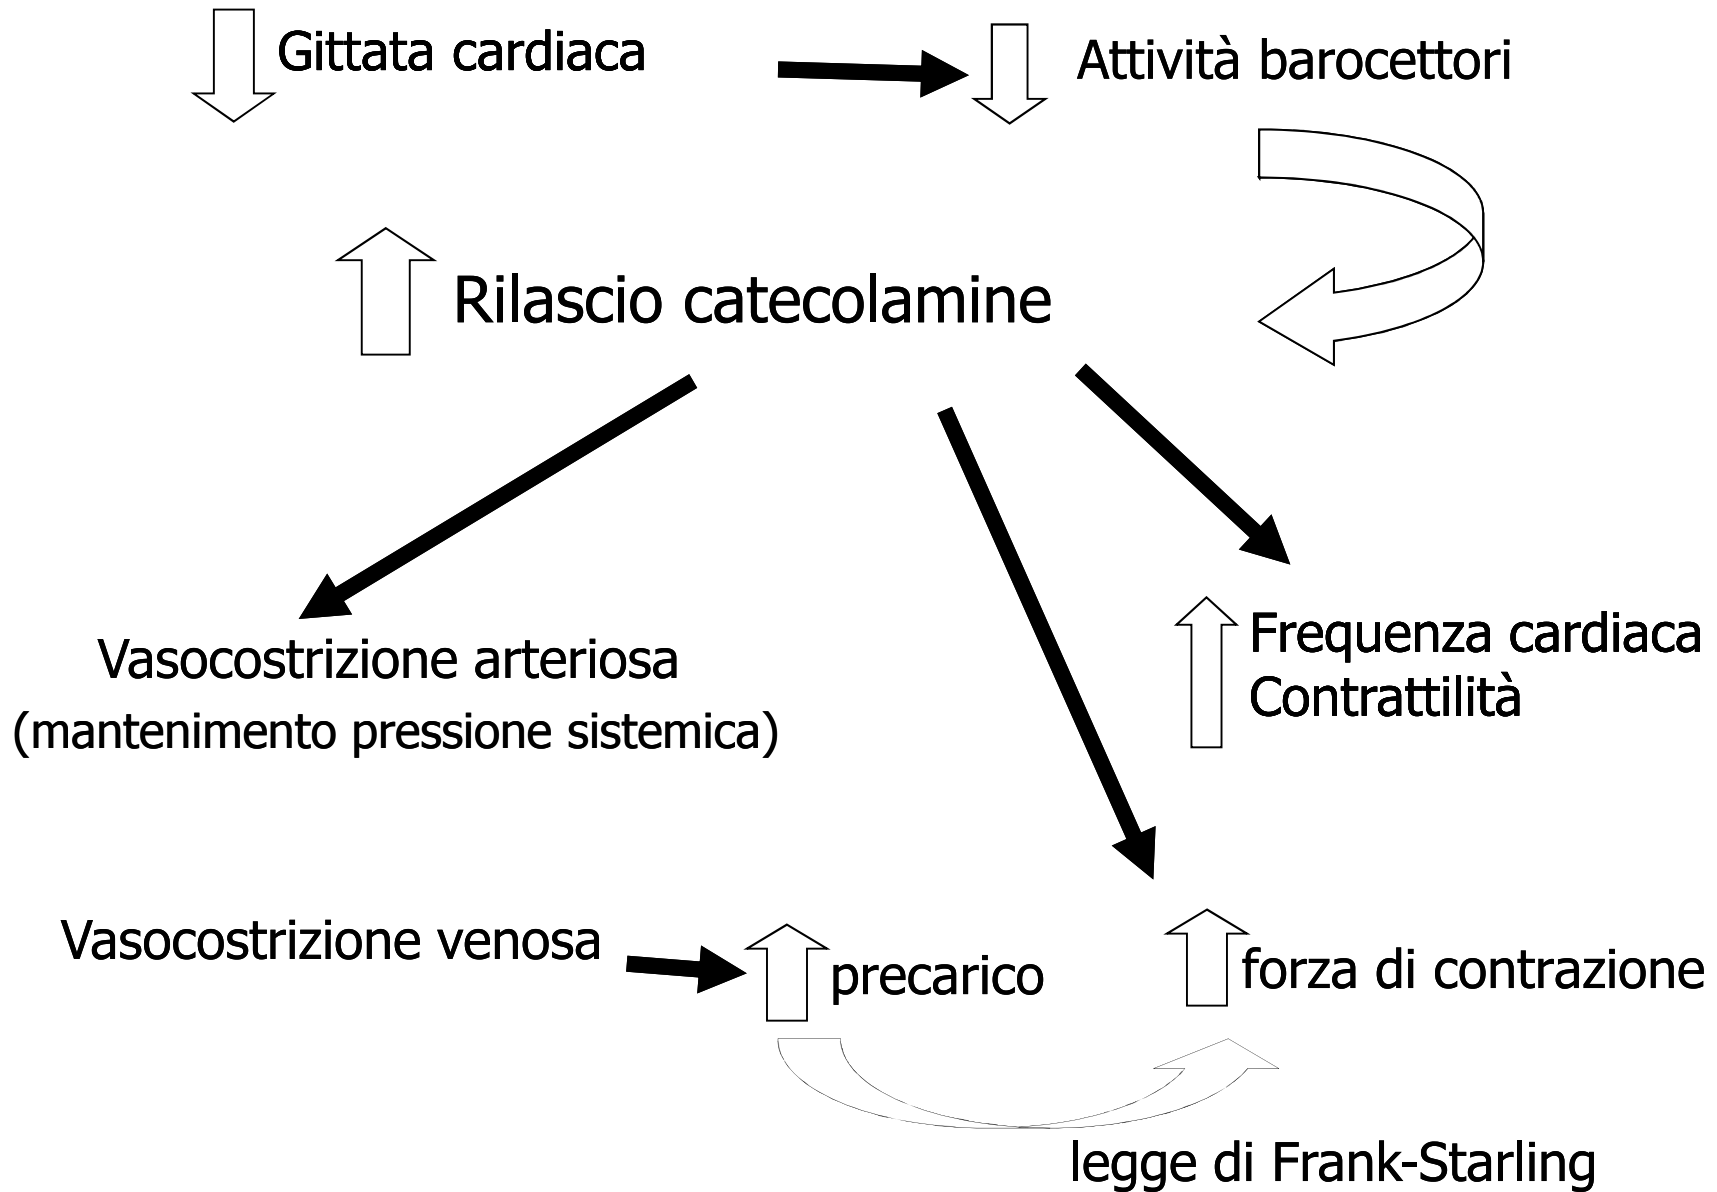 Gittata cardiaca
Attività barocettori
Rilascio catecolamine
Vasocostrizione arteriosa
(mantenimento pressione sistemica)
Frequenza cardiaca
Contrattilità
Vasocostrizione venosa
precarico
forza di contrazione
legge di Frank-Starling